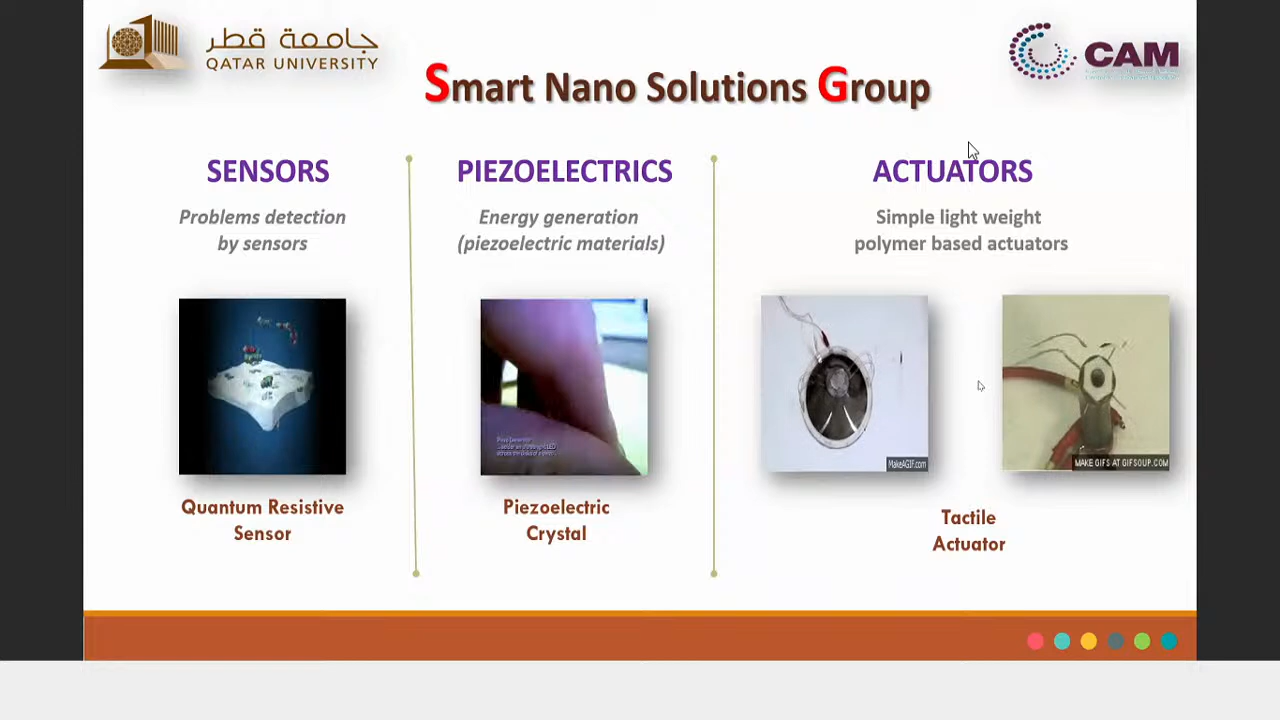 جامعة قطر
QATAR UNIVERSITY
CAM
Smart Nano Solutions Group
SENSORS
Problems detection
by sensors
Quantum Resistive
Sensor
PIEZOELECTRICS
Energy generation
(piezoelectric materials)
Piezoelectric
Crystal
ACTUATORS
Simple light weight
polymer based actuators
MakeAGIF.com
MAKE GIFS AT GIFSOUP.COM
Tactile
Actuator